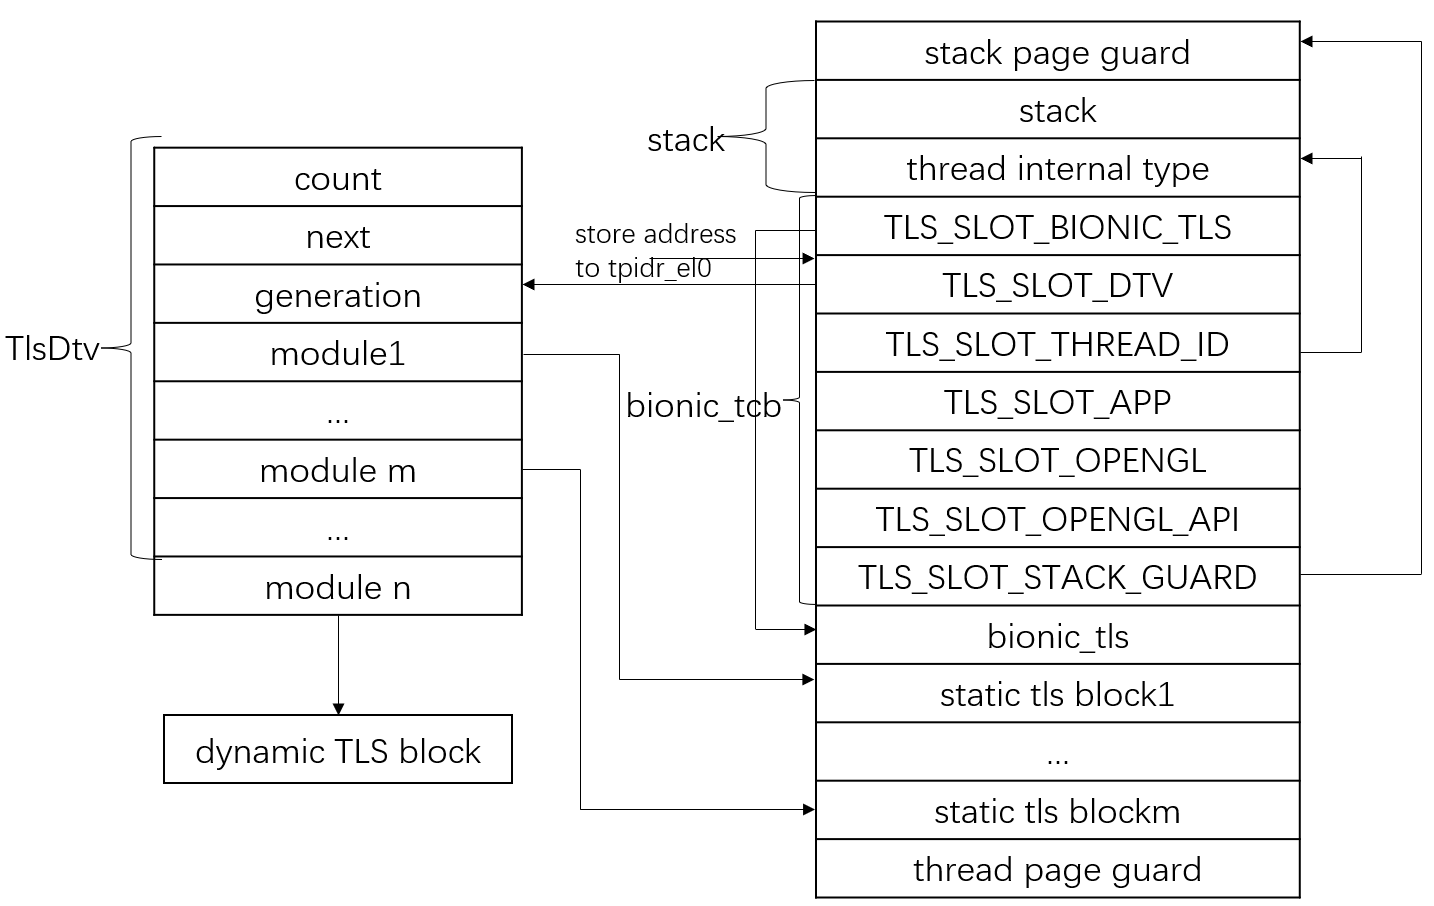 TlsDtv
count
next
generation
module1
...
module m
...
module n
dynamic TLS block
store address
to tpidr_el0
stack
bionic_tcb
stack page guard
stack
thread internal type
TLS_SLOT_BIONIC_TLS
TLS_SLOT_DTV
TLS_SLOT_THREAD_ID
TLS_SLOT_APP
TLS_SLOT_OPENGL
TLS_SLOT_OPENGL_API
TLS_SLOT_STACK_GUARD
bionic_tls
static tls block1
...
static tls blockm
thread page guard